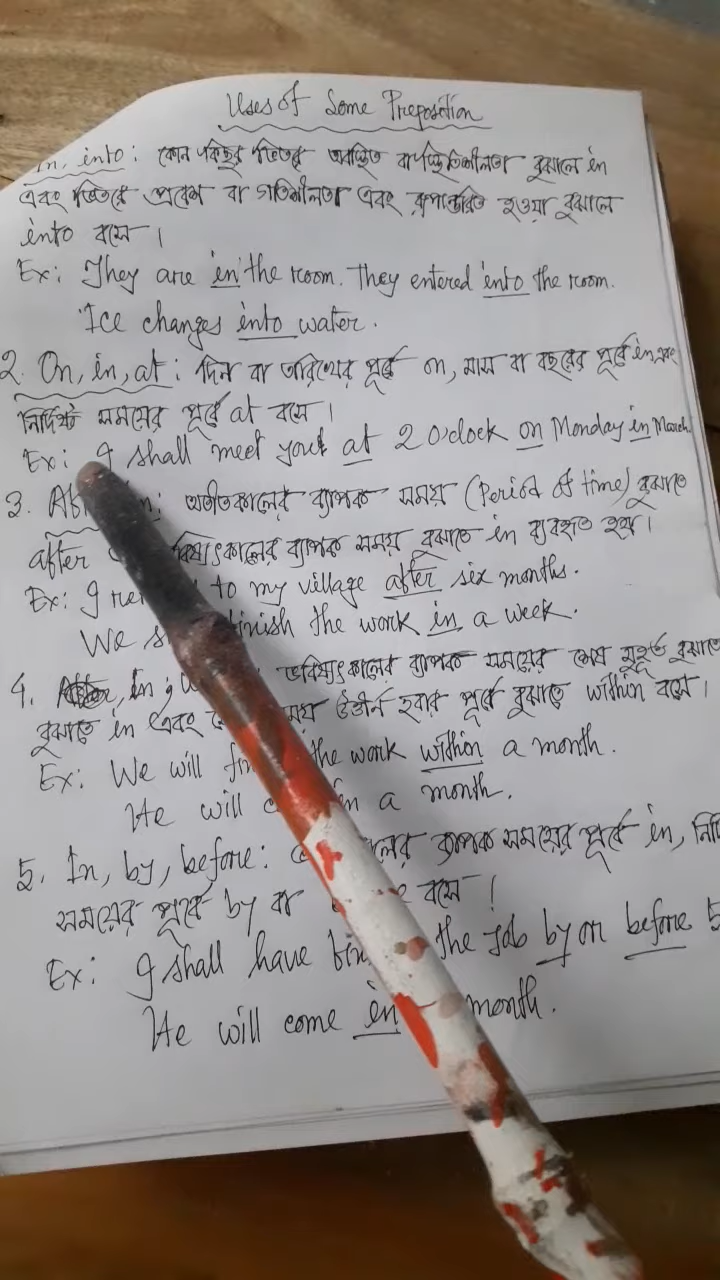 Uses of Some Preposition
In, into: কোন কিছুর ভিতর অবস্থিত বা স্থিতিশীলতা বুঝালে in
এবং ভিতরে প্রবেশ বা গতিশীলতা এবং রূপান্তরিত হওয়া বুঝালে
into বসে।
Ex: They are in the room. They entered into the room.
Ice changes into water.
2. On, in, at: দিন বা তারিখের পূর্বে on, মাস বা বছরের পূর্বে in এবং
নির্দিষ্ট সময়ের পূর্বে at বসে।
Ex: I shall meet you at 2 O'clock on Monday in March
3. in: অতীতকালের ব্যাপক সময় (Period of time) বুঝাতে
after ব্যাপক সময় বুঝাতে in ব্যবহৃত হয়।
Ex: I to my village after six months.
We finish the work in a week.
4. in, ভবিষ্যৎকালের ব্যাপক সময়ের শেষ মুহূর্ত বুঝাতে
বুঝাতে in এবং উত্তীর্ন হবার পূর্বে বুঝাতে within বসে।
Ex: We will the work within a month.
He will in a month.
5. In, by, before: ব্যাপক সময়ের পূর্বে in,
সময়ের পূর্বে by বা বসে।
Ex: I shall have the job by or before 5
He will come in month.